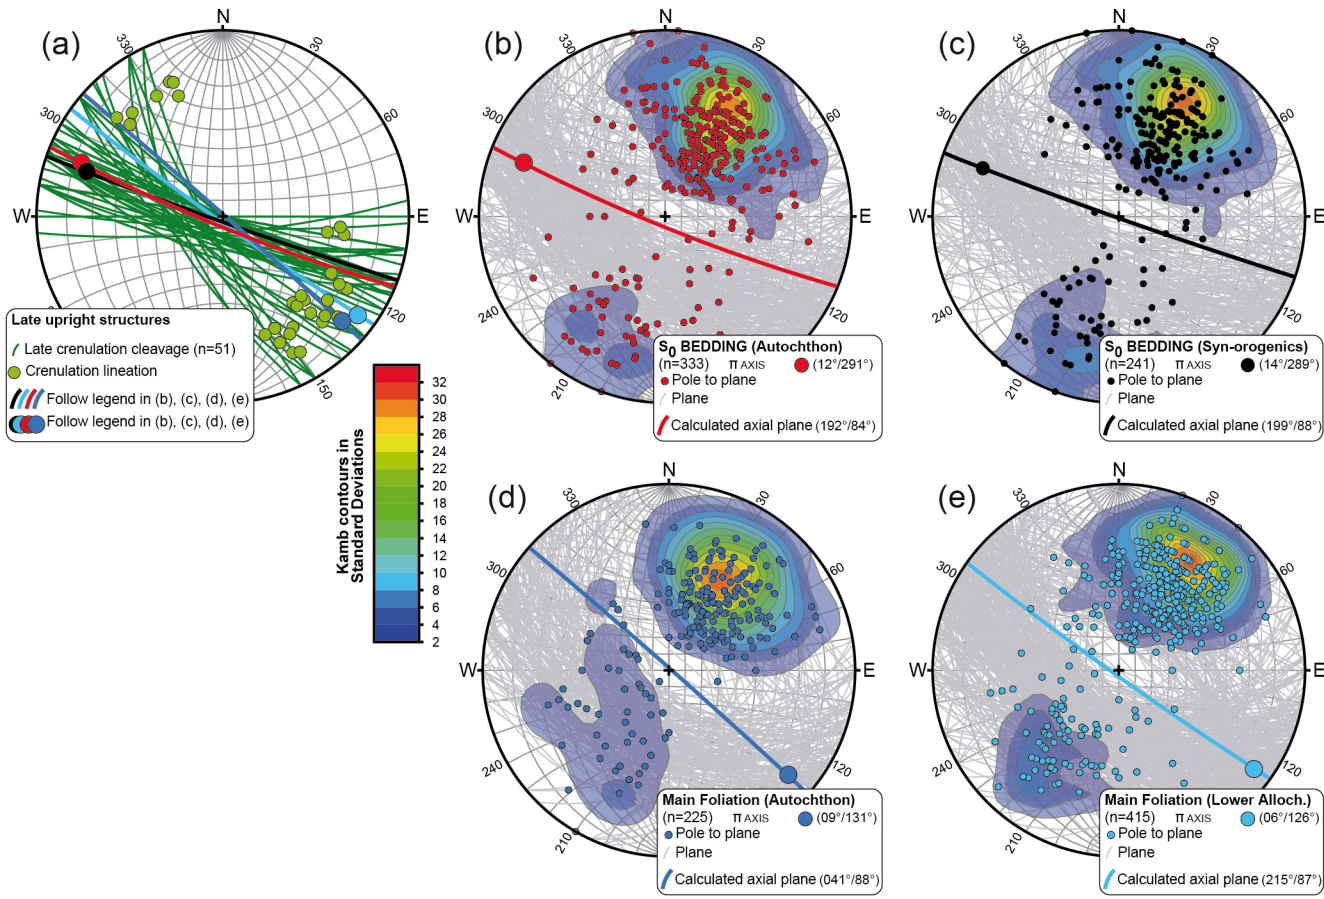 (a)
N
330
30
300
60
W
E
120
150
Late upright structures
Late crenulation cleavage (n=51)
Crenulation lineation
Follow legend in (b), (c), (d), (e)
Follow legend in (b), (c), (d), (e)
Kamb contours in
Standard Deviations
32
30
28
26
24
22
20
18
16
14
12
10
8
6
4
2
(b)
N
330
30
300
60
W
E
240
120
210
S0 BEDDING (Autochthon)
(n=333) π AXIS (12°/291°)
Pole to plane
Plane
Calculated axial plane (192°/84°)
(c)
N
330
30
300
60
W
E
240
120
210
S0 BEDDING (Syn-orogenics)
(n=241) π AXIS (14°/289°)
Pole to plane
Plane
Calculated axial plane (199°/88°)
(d)
N
330
30
300
60
W
E
240
120
210
Main Foliation (Autochthon)
(n=225) π AXIS (09°/131°)
Pole to plane
Plane
Calculated axial plane (041°/88°)
(e)
N
330
30
300
60
W
E
240
120
210
Main Foliation (Lower Alloch.)
(n=415) π AXIS (06°/126°)
Pole to plane
Plane
Calculated axial plane (215°/87°)